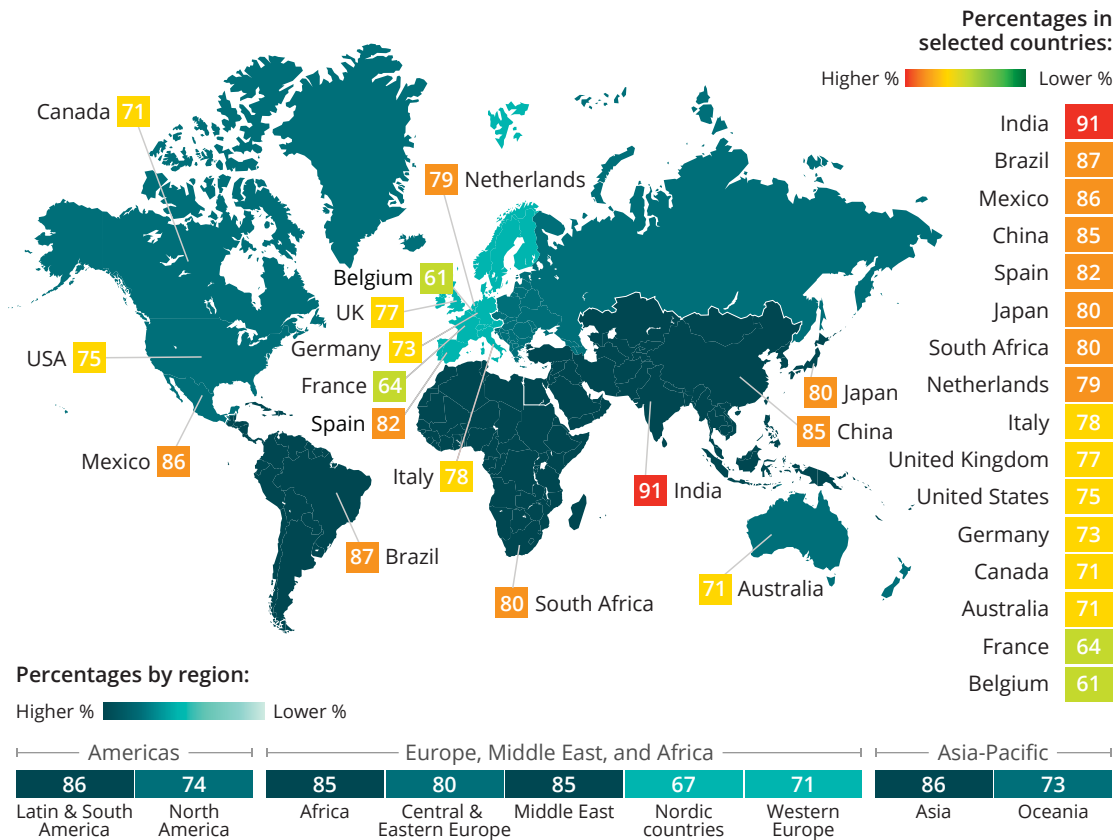 Percentages in
selected countries:
Higher % Lower %
Canada 71
79 Netherlands
Belgium 61
UK 77
Germany 73
USA 75
France 64
Spain 82
Mexico 86
Italy 78
80 Japan
85 China
91 India
87 Brazil
71 Australia
80 South Africa
India 91
Brazil 87
Mexico 86
China 85
Spain 82
Japan 80
South Africa 80
Netherlands 79
Italy 78
United Kingdom 77
United States 75
Germany 73
Canada 71
Australia 71
France 64
Belgium 61
Percentages by region:
Higher % Lower %
Americas
86 74
Latin & South North
America America
Europe, Middle East, and Africa
85 80 85 67 71
Africa Central & Middle East Nordic Western
Eastern Europe countries Europe
Asia-Pacific
86 73
Asia Oceania